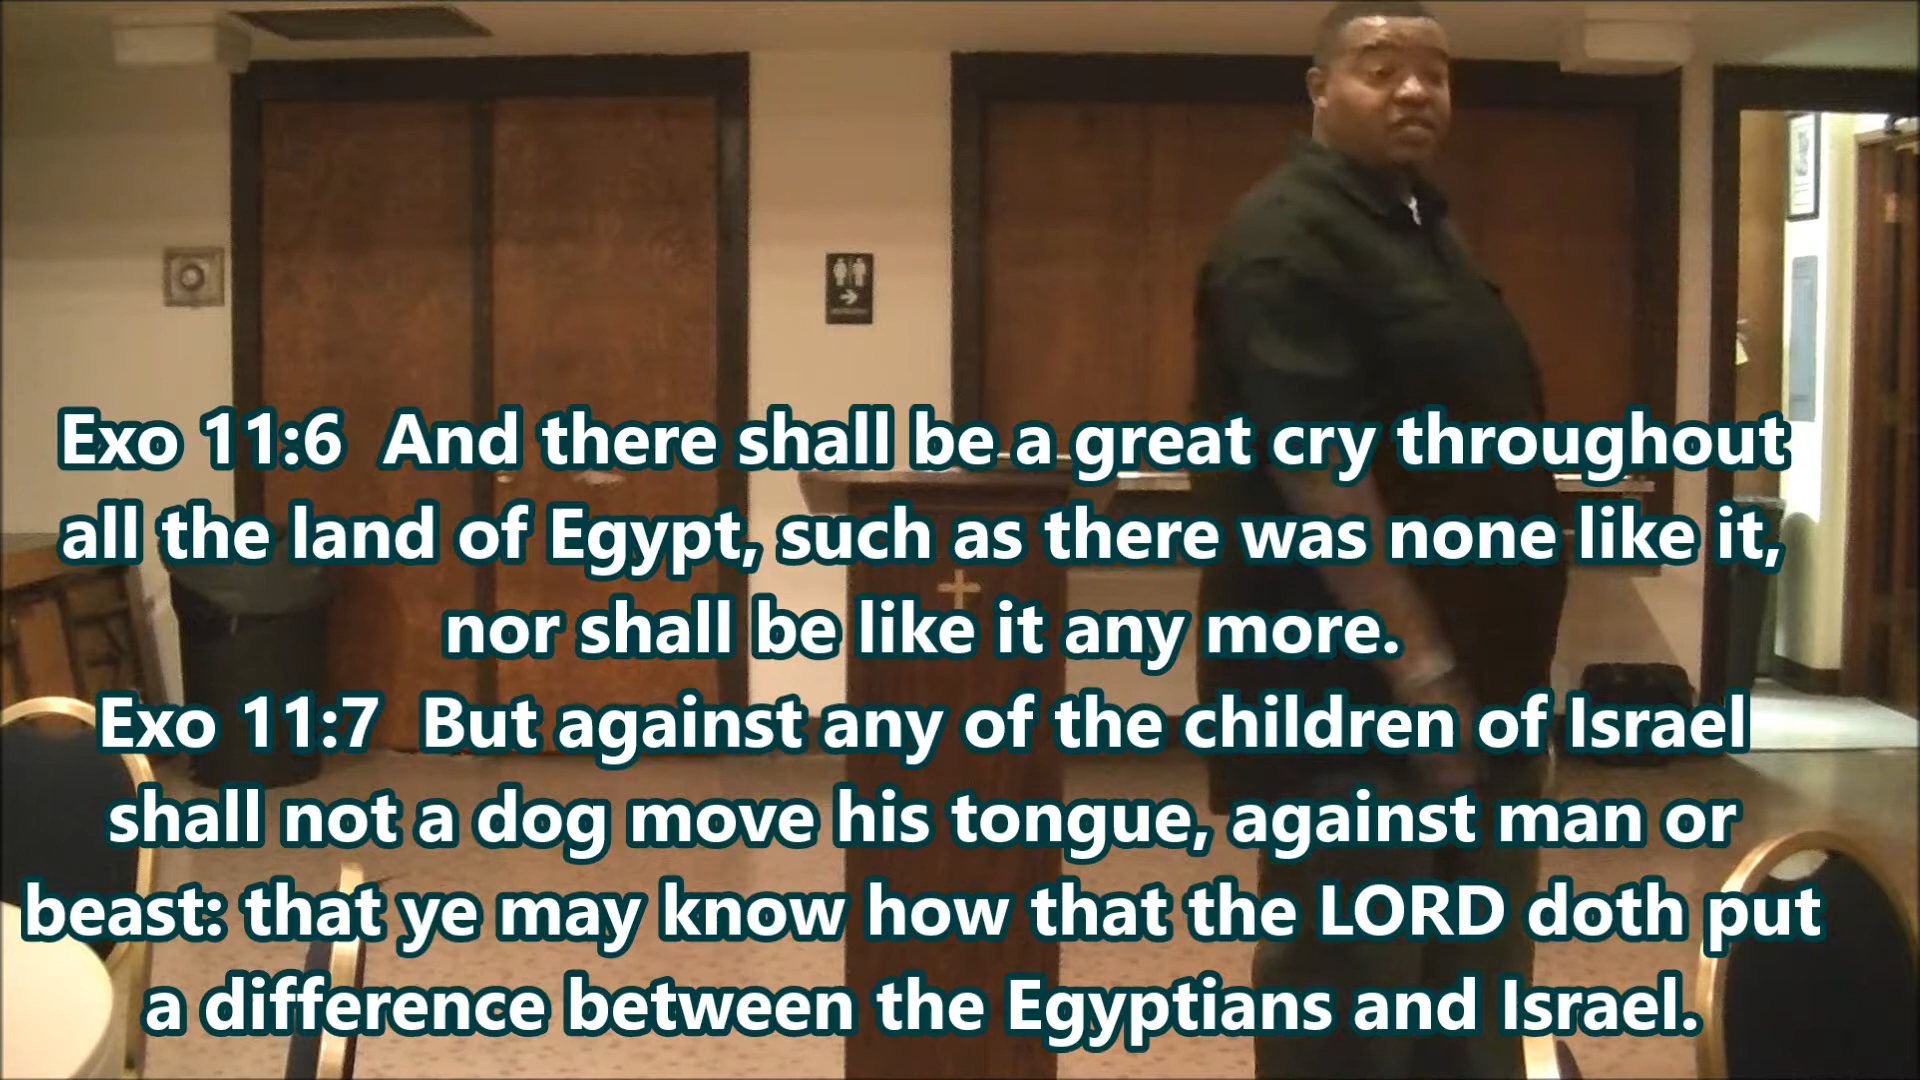 Exo 11:6  And there shall be a great cry throughout
all the land of Egypt, such as there was none like it,
nor shall be like it any more.
Exo 11:7  But against any of the children of Israel
shall not a dog move his tongue, against man or
beast: that ye may know how that the LORD doth put
a difference between the Egyptians and Israel.